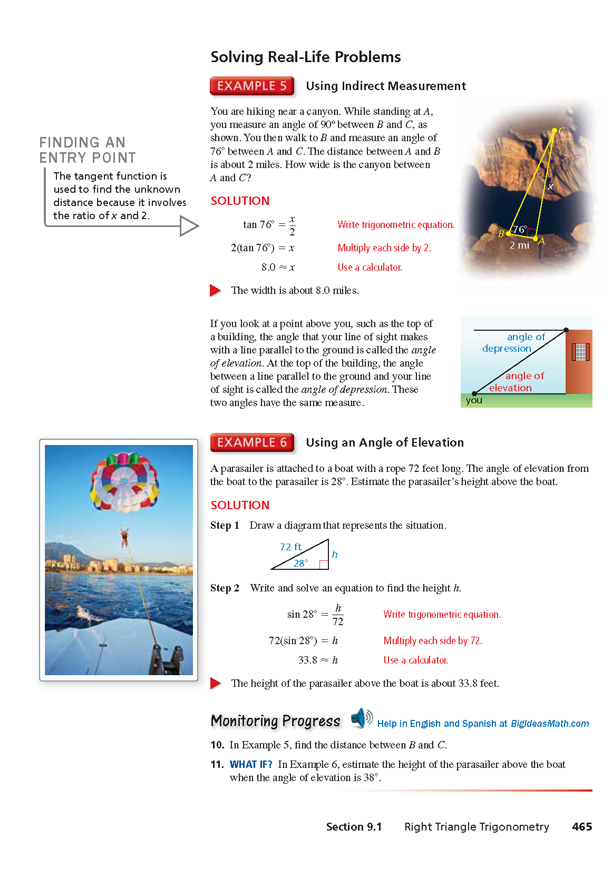 Solving Real-Life Problems
EXAMPLE 5 Using Indirect Measurement
You are hiking near a canyon. While standing at A,
you measure an angle of 90° between B and C, as
shown. You then walk to B and measure an angle of
76° between A and C. The distance between A and B
is about 2 miles. How wide is the canyon between
A and C?
FINDING AN
ENTRY POINT
The tangent function is
used to find the unknown
distance because it involves
the ratio of x and 2.
C
x
76°
B
A
2 mi
SOLUTION
tan 76° = x/2 Write trigonometric equation.
2(tan 76°) = x Multiply each side by 2.
8.0 ≈ x Use a calculator.
The width is about 8.0 miles.
If you look at a point above you, such as the top of
a building, the angle that your line of sight makes
with a line parallel to the ground is called the angle
of elevation. At the top of the building, the angle
between a line parallel to the ground and your line
of sight is called the angle of depression. These
two angles have the same measure.
angle of
depression
angle of
elevation
you
EXAMPLE 6 Using an Angle of Elevation
A parasailer is attached to a boat with a rope 72 feet long. The angle of elevation from
the boat to the parasailer is 28°. Estimate the parasailer's height above the boat.
SOLUTION
Step 1 Draw a diagram that represents the situation.
72 ft
h
28°
Step 2 Write and solve an equation to find the height h.
sin 28° = h/72 Write trigonometric equation.
72(sin 28°) = h Multiply each side by 72.
33.8 ≈ h Use a calculator.
The height of the parasailer above the boat is about 33.8 feet.
Monitoring Progress Help in English and Spanish at BigIdeasMath.com
10. In Example 5, find the distance between B and C.
11. WHAT IF? In Example 6, estimate the height of the parasailer above the boat
when the angle of elevation is 38°.
Section 9.1 Right Triangle Trigonometry 465